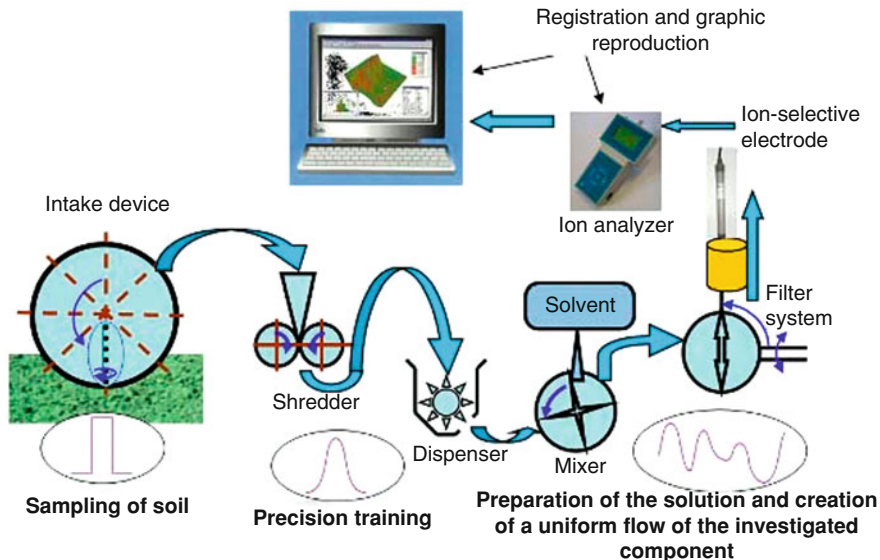 Registration and graphic
reproduction
Ion-selective
electrode
Ion analyzer
Intake device
Solvent
Filter
system
Shredder
Dispenser
Mixer
Sampling of soil
Precision training
Preparation of the solution and creation
of a uniform flow of the investigated
component